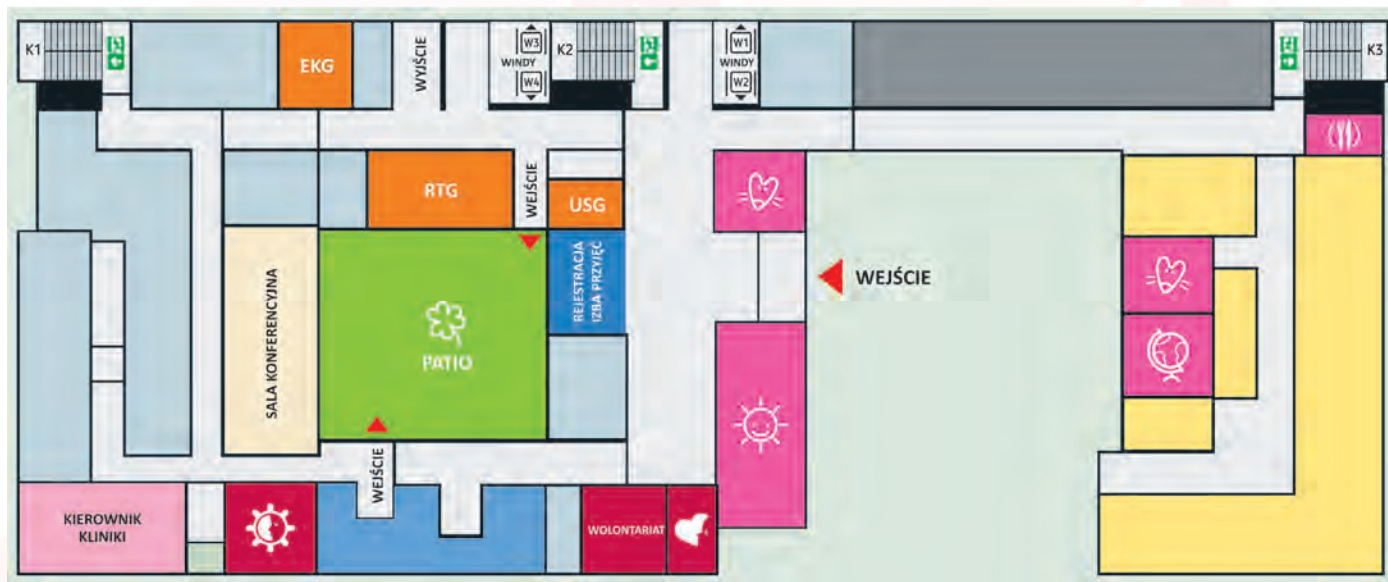 K1
EKG
WYJŚCIE
W3
WINDY
W4
K2
W1
WINDY
W2
K3
RTG
WEJŚCIE
USG
SALA KONFERENCYJNA
PATIO
REJESTRACJA
IZBA PRZYJĘĆ
WEJŚCIE
WEJŚCIE
KIEROWNIK
KLINIKI
WOLONTARIAT